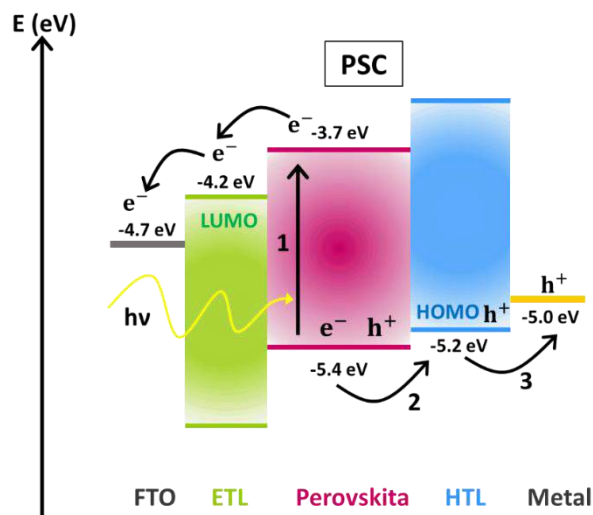 E (eV)
PSC
e⁻
-3.7 eV
e⁻
-4.2 eV
e⁻
-4.7 eV
LUMO
1
hν
e⁻ h⁺
HOMO h⁺
h⁺
-5.0 eV
-5.4 eV
-5.2 eV
2
3
FTO ETL Perovskita HTL Metal